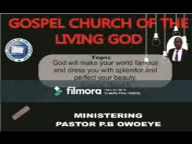 GOSPEL CHURCH OF THE
LIVING GOD
Topic
God will make your world famous
and dress you with splendor and
perfect your beauty.
filmora
MINISTERING
PASTOR P.B OWOEYE